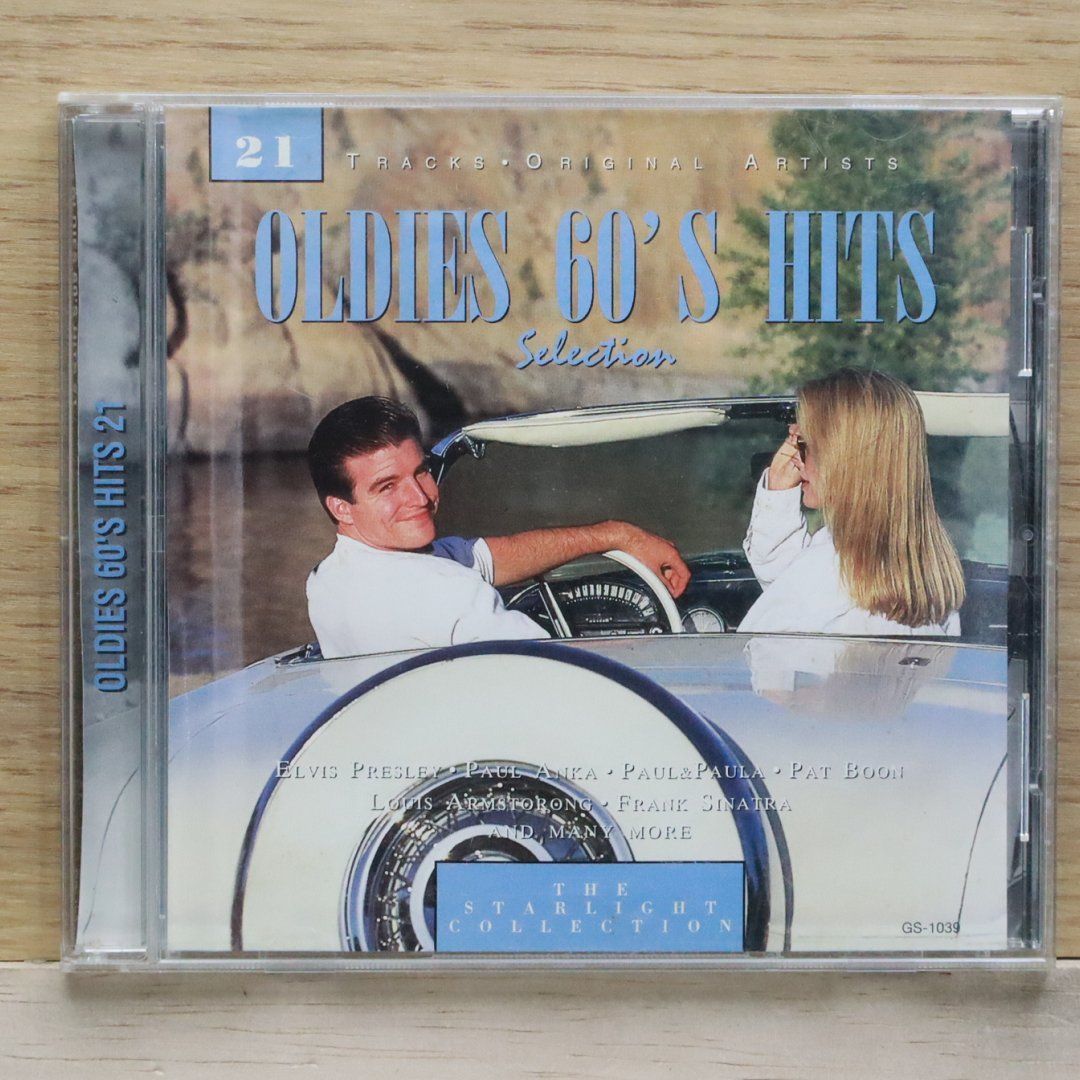 21
TRACKS • ORIGINAL ARTISTS
OLDIES 60'S HITS
Selection
OLDIES 60'S HITS 21
ELVIS PRESLEY • PAUL ANKA • PAUL&PAULA • PAT BOON
LOUIS ARMSTORONG • FRANK SINATRA
AND MANY MORE
THE
STARLIGHT
COLLECTION
GS-1039